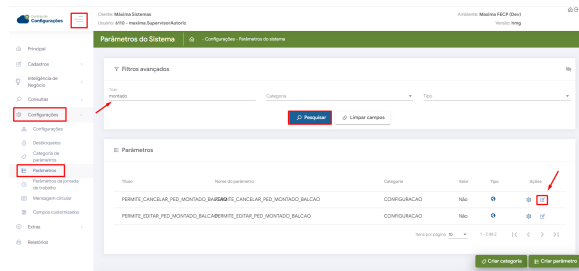 Central de
Configurações
Cliente: Máxima Sistemas
Usuário: 6110 - maxima.SupervisorAutoriz
Ambiente: Maxima FECP (Dev)
Versão: hmg
Parâmetros do Sistema
- Configurações - Parâmetros do sistema
Principal
Cadastros
Inteligência de
Negócio
Consultas
Configurações
Configurações
Desbloqueios
Categoria de
parâmetros
Parâmetros
Parâmetros da jornada
de trabalho
Mensagem circular
Campos customizados
Extras
Relatórios
Filtros avançados
montado
Categoria
Tipo
Pesquisar
Limpar campos
Parâmetros
Título
Nome do parâmetro
Categoria
Valor
Tipo
Ações
PERMITE_CANCELAR_PED_MONTADO_BALCAO
PERMITE_CANCELAR_PED_MONTADO_BALCAO
CONFIGURACAO
Não
PERMITE_EDITAR_PED_MONTADO_BALCAO
PERMITE_EDITAR_PED_MONTADO_BALCAO
CONFIGURACAO
Não
Itens por página 10
1 - 2 de 2
Criar categoria
Criar parâmetro